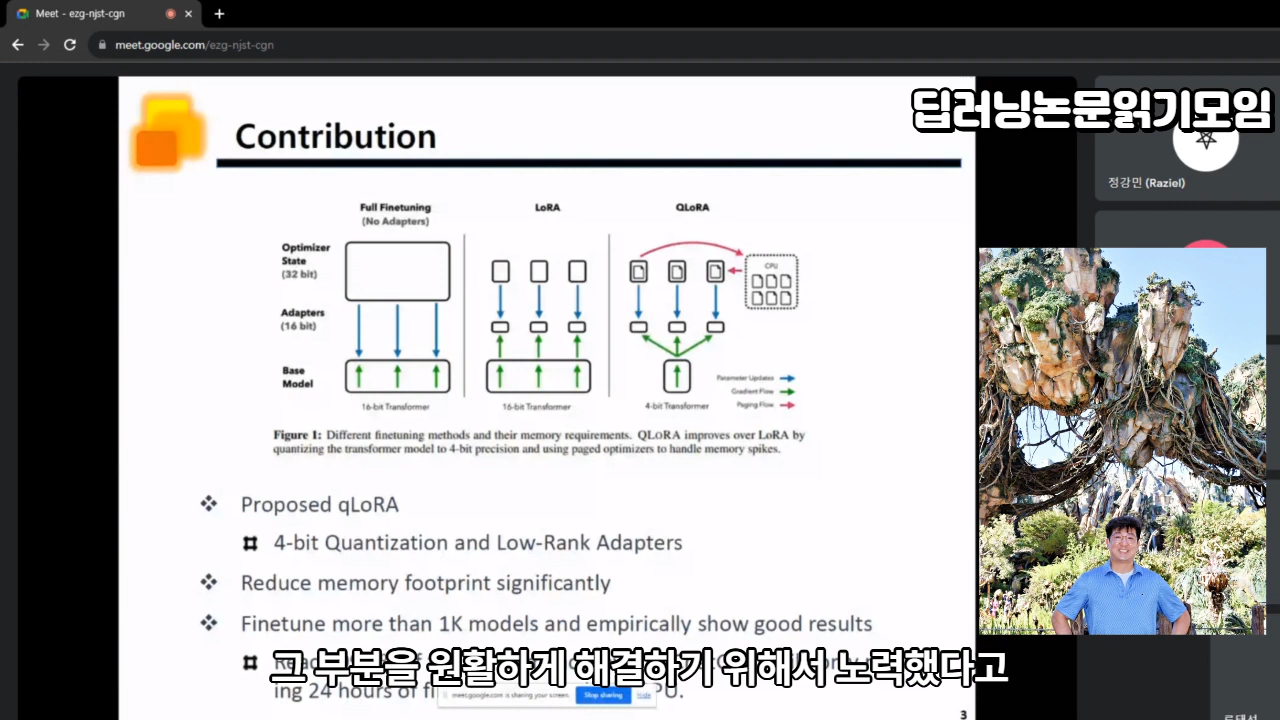 Meet - ezg-njst-cgn
meet.google.com/ezg-njst-cgn
딥러닝논문읽기모임
정강민 (Raziel)
Contribution
Full Finetuning
(No Adapters)
LoRA
QLoRA
Optimizer
State
(32 bit)
CPU
Adapters
(16 bit)
Base
Model
Parameter Updates
Gradient Flow
Paging Flow
16-bit Transformer
16-bit Transformer
4-bit Transformer
Figure 1: Different finetuning methods and their memory requirements. QLORA improves over LoRA by
quantizing the transformer model to 4-bit precision and using paged optimizers to handle memory spikes.
Proposed qLoRA
4-bit Quantization and Low-Rank Adapters
Reduce memory footprint significantly
Finetune more than 1K models and empirically show good results
그 부분을 원활하게 해결하기 위해서 노력했다고
ing 24 hours of
meet.google.com is sharing your screen.
Stop sharing
Hide
3